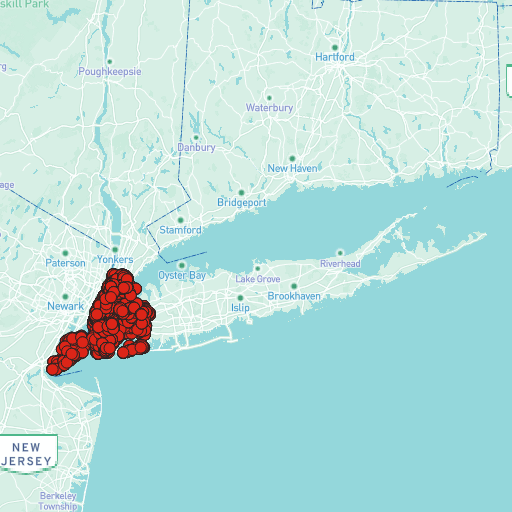 skill Park
Hartford
Poughkeepsie
Waterbury
Danbury
New Haven
Bridgeport
Stamford
Yonkers
Paterson
Oyster Bay
Riverhead
Lake Grove
Brookhaven
Newark
Islip
NEW
JERSEY
Berkeley
Township